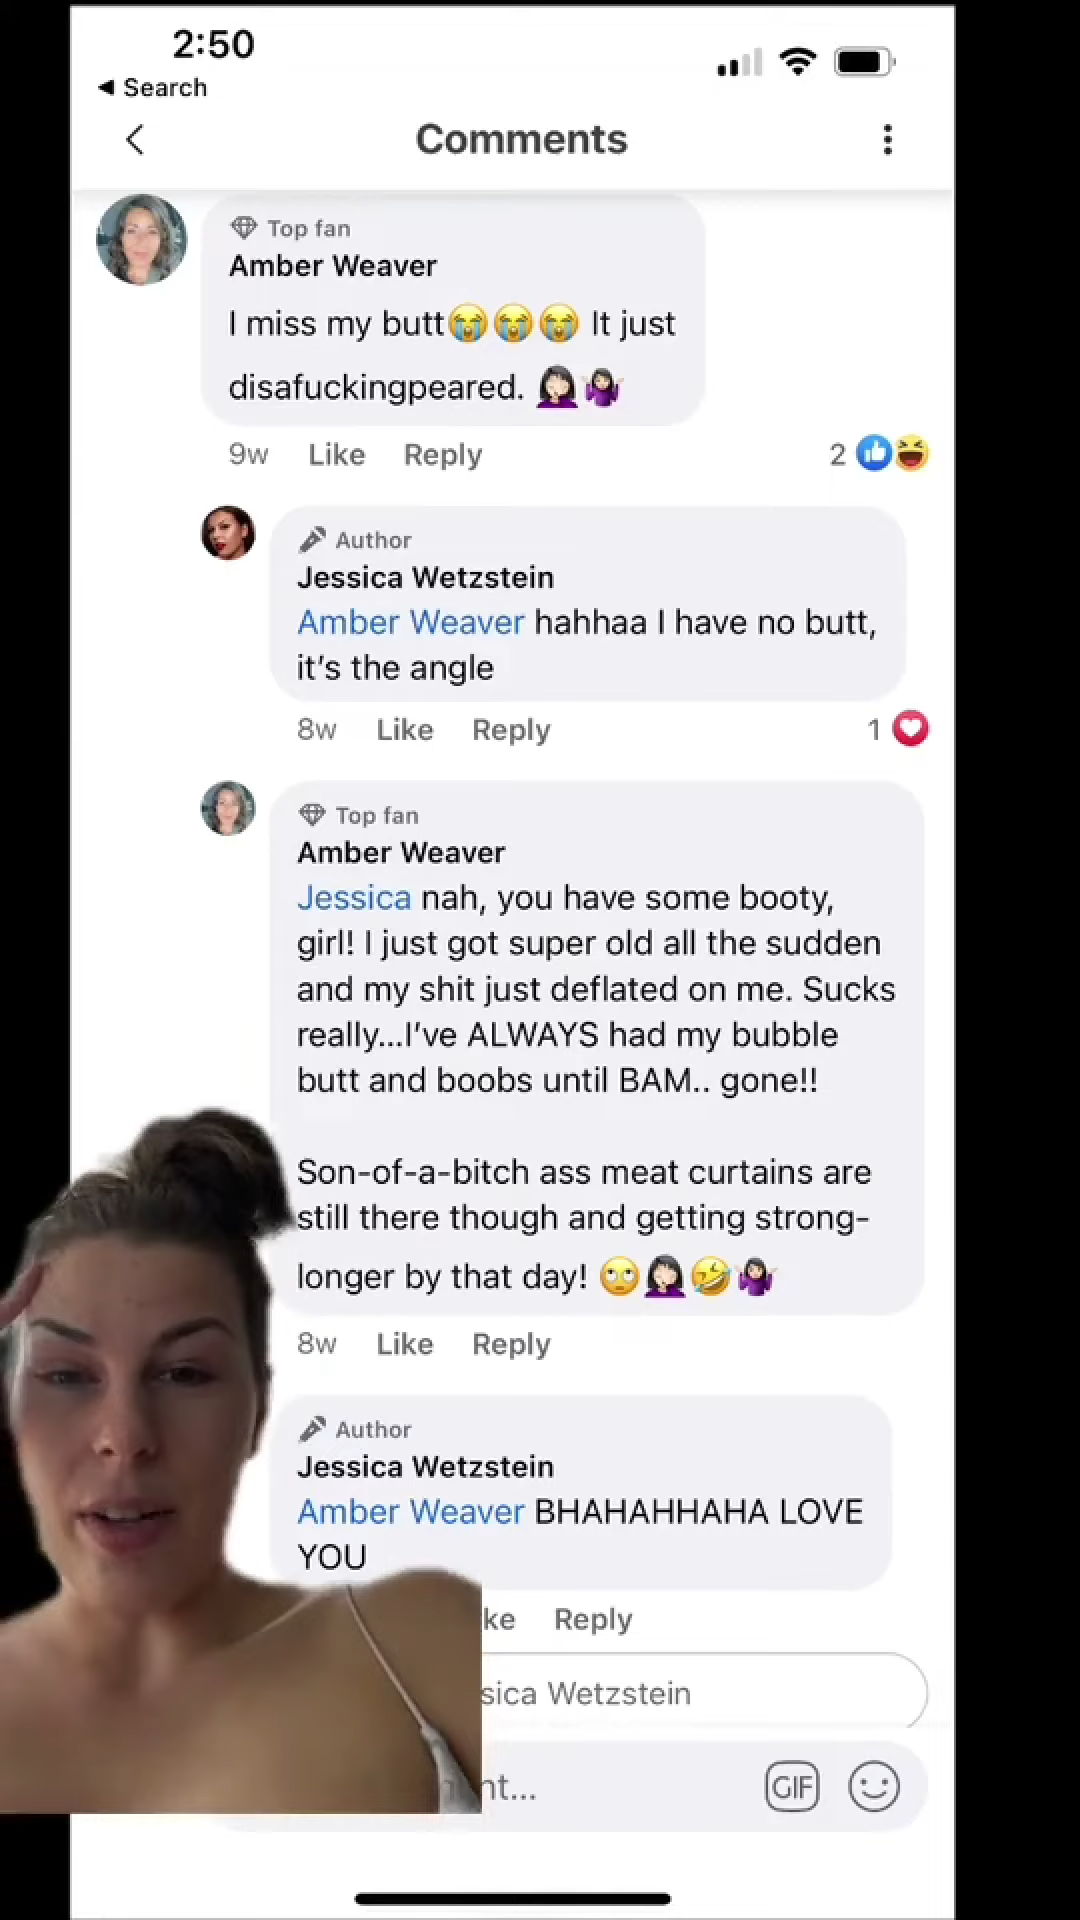 2:50
◀ Search
Comments
Top fan
Amber Weaver
I miss my butt😭😭😭 It just
disafuckingpeared. 🤦🏻‍♀️🤷🏻‍♀️
9w Like Reply 2
Author
Jessica Wetzstein
Amber Weaver hahhaa I have no butt,
it's the angle
8w Like Reply 1
Top fan
Amber Weaver
Jessica nah, you have some booty,
girl! I just got super old all the sudden
and my shit just deflated on me. Sucks
really...I've ALWAYS had my bubble
butt and boobs until BAM.. gone!!
Son-of-a-bitch ass meat curtains are
still there though and getting strong-
longer by that day! 🙄🤦🏻‍♀️🤣🤷🏻‍♀️
8w Like Reply
Author
Jessica Wetzstein
Amber Weaver BHAHAHHAHA LOVE
YOU
ke Reply
sica Wetzstein
nt...
GIF